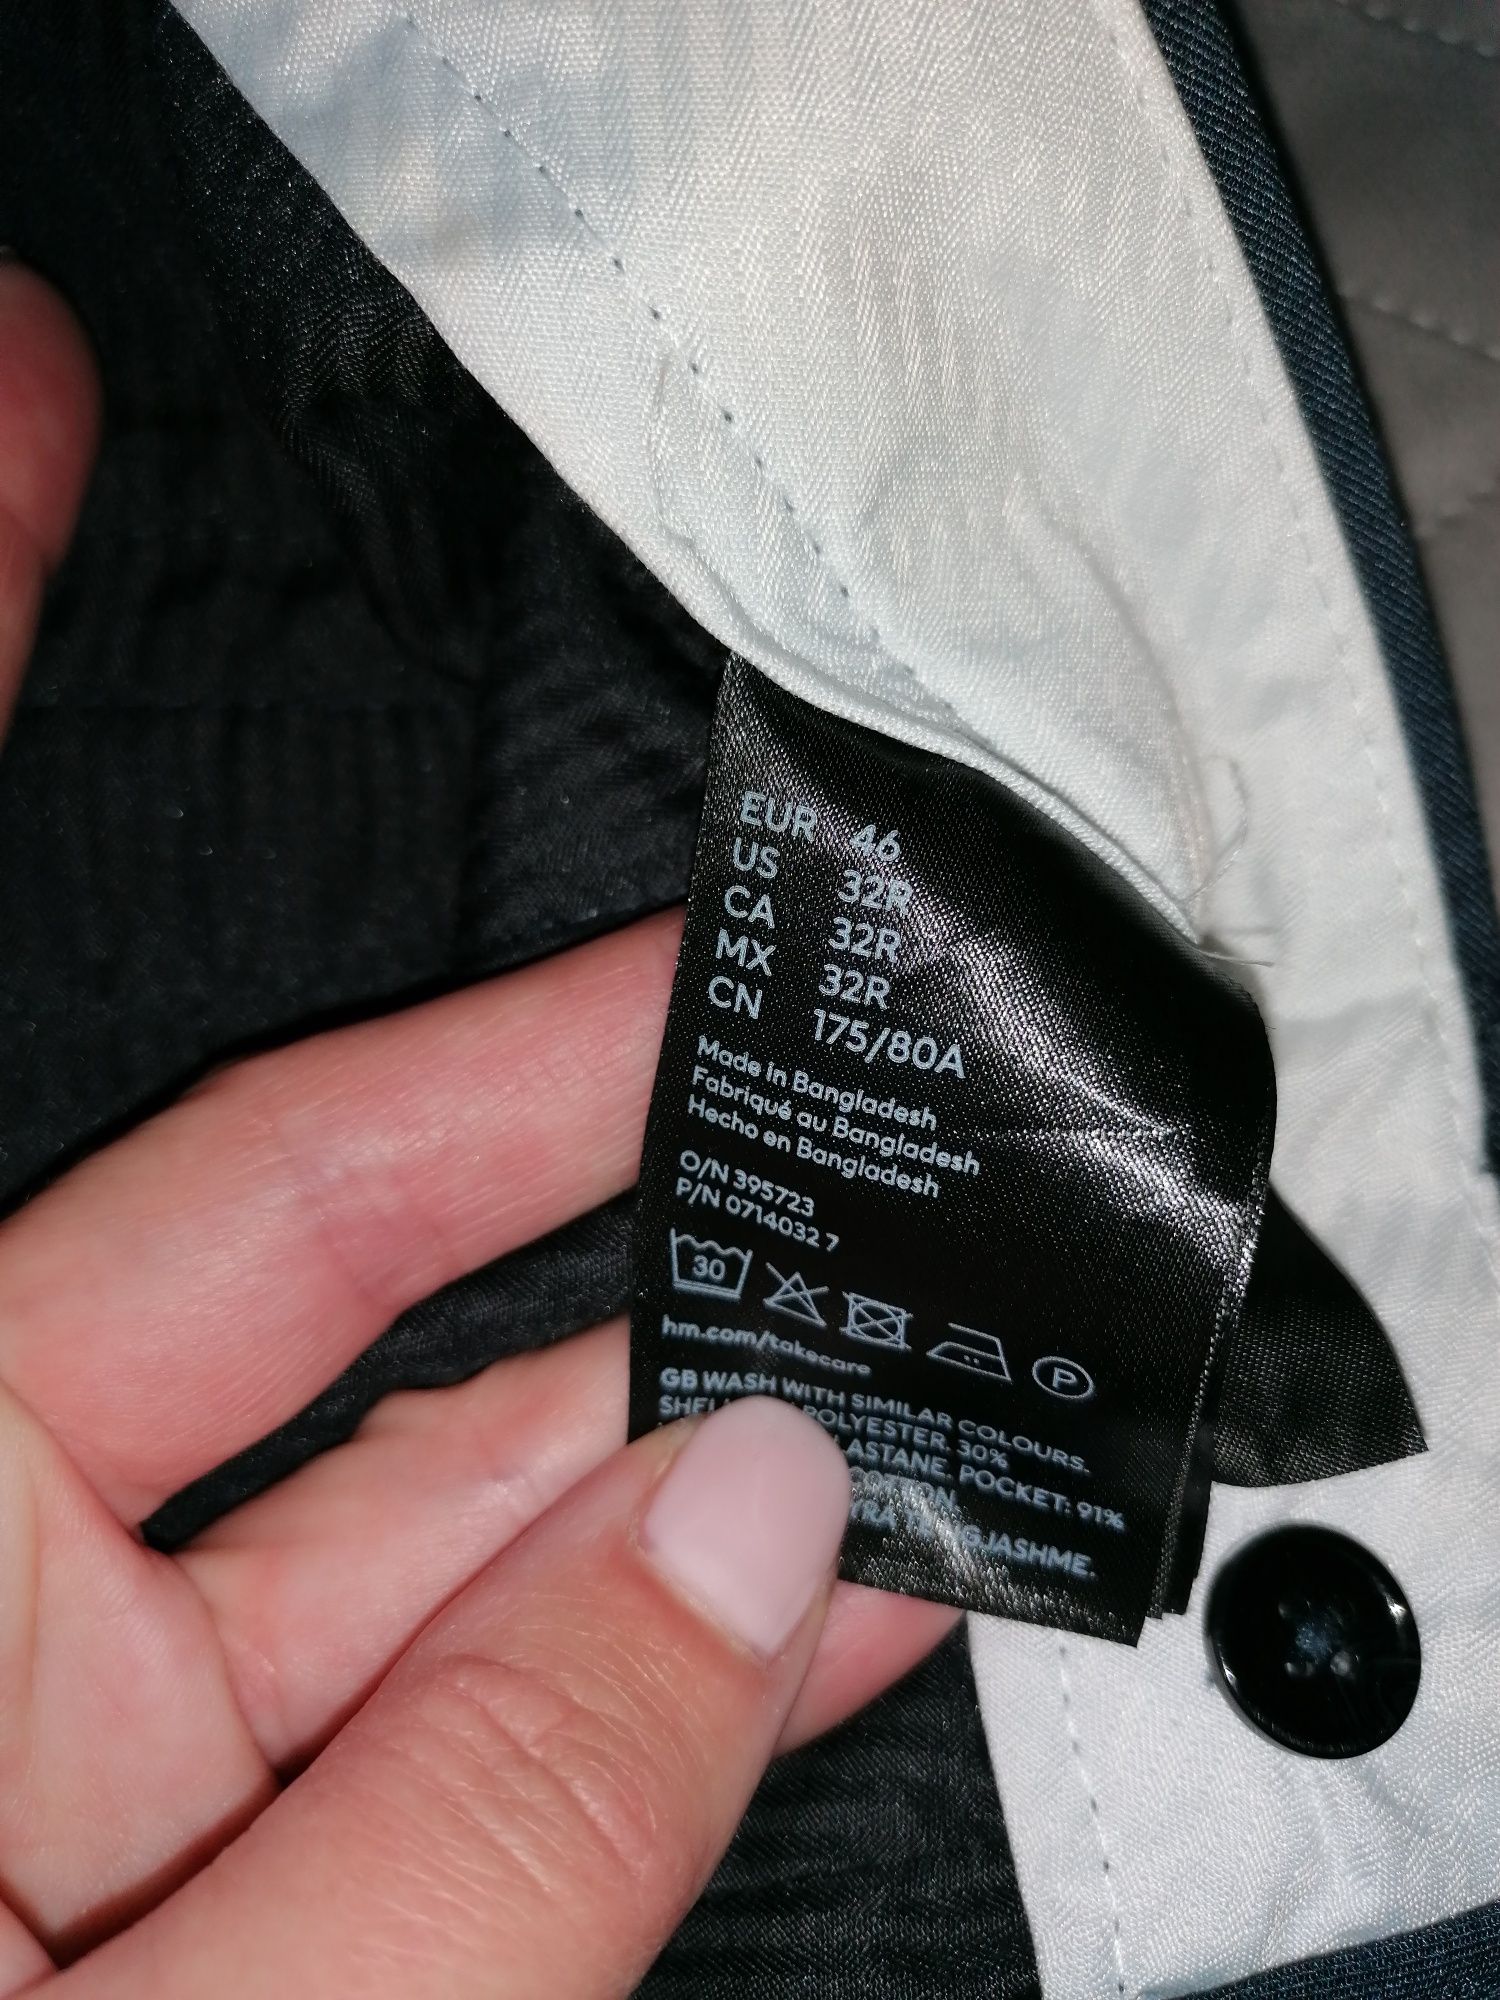 EUR 46
US 32R
CA 32R
MX 32R
CN 175/80A
Made in Bangladesh
Fabriqué au Bangladesh
Hecho en Bangladesh
O/N 395723
P/N 0714032 7
30
P
hm.com/takecare
GB WASH WITH SIMILAR COLOURS.
POLYESTER. 30%
POCKET: 91%
COTTON.